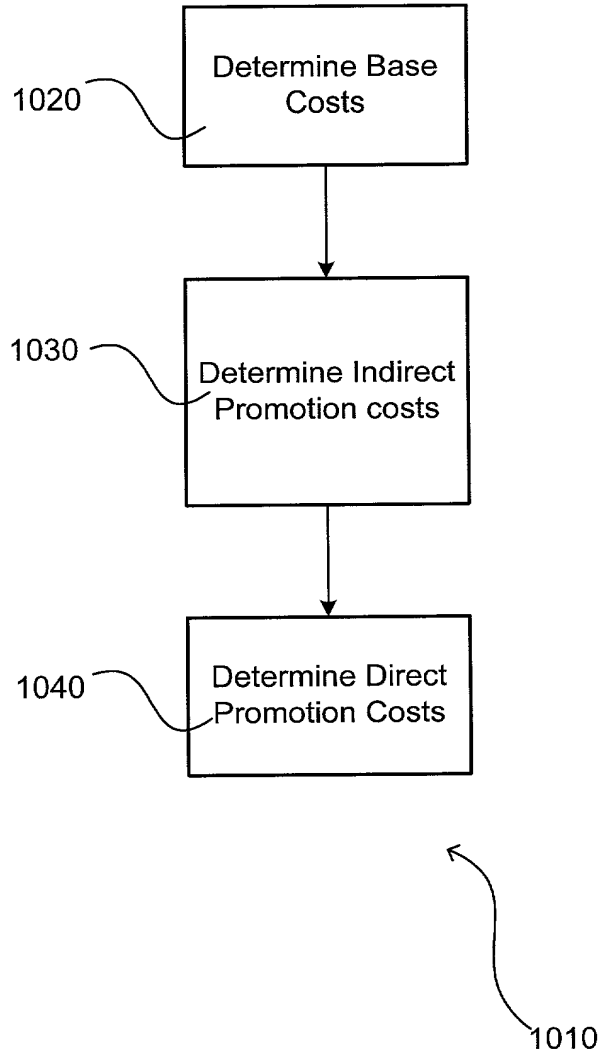 Determine Base
Costs
1020
1030
Determine Indirect
Promotion costs
1040
Determine Direct
Promotion Costs
1010